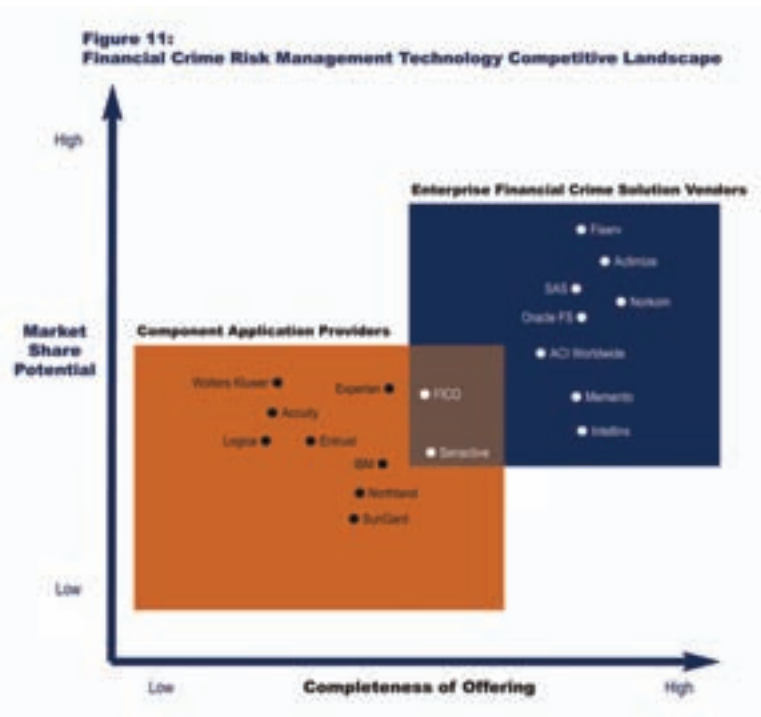 Figure 11:
Financial Crime Risk Management Technology Competitive Landscape
High
Enterprise Financial Crime Solution Vendors
Fiserv
Actimize
SAS
Norkom
Oracle FS
Market
Share
Potential
Component Application Providers
ACI Worldwide
Wolters Kluwer
Experian
FICO
Memento
Accuity
Logica
Entrust
Intellinx
Senactive
IBM
Northland
SunGard
Low
Low
Completeness of Offering
High